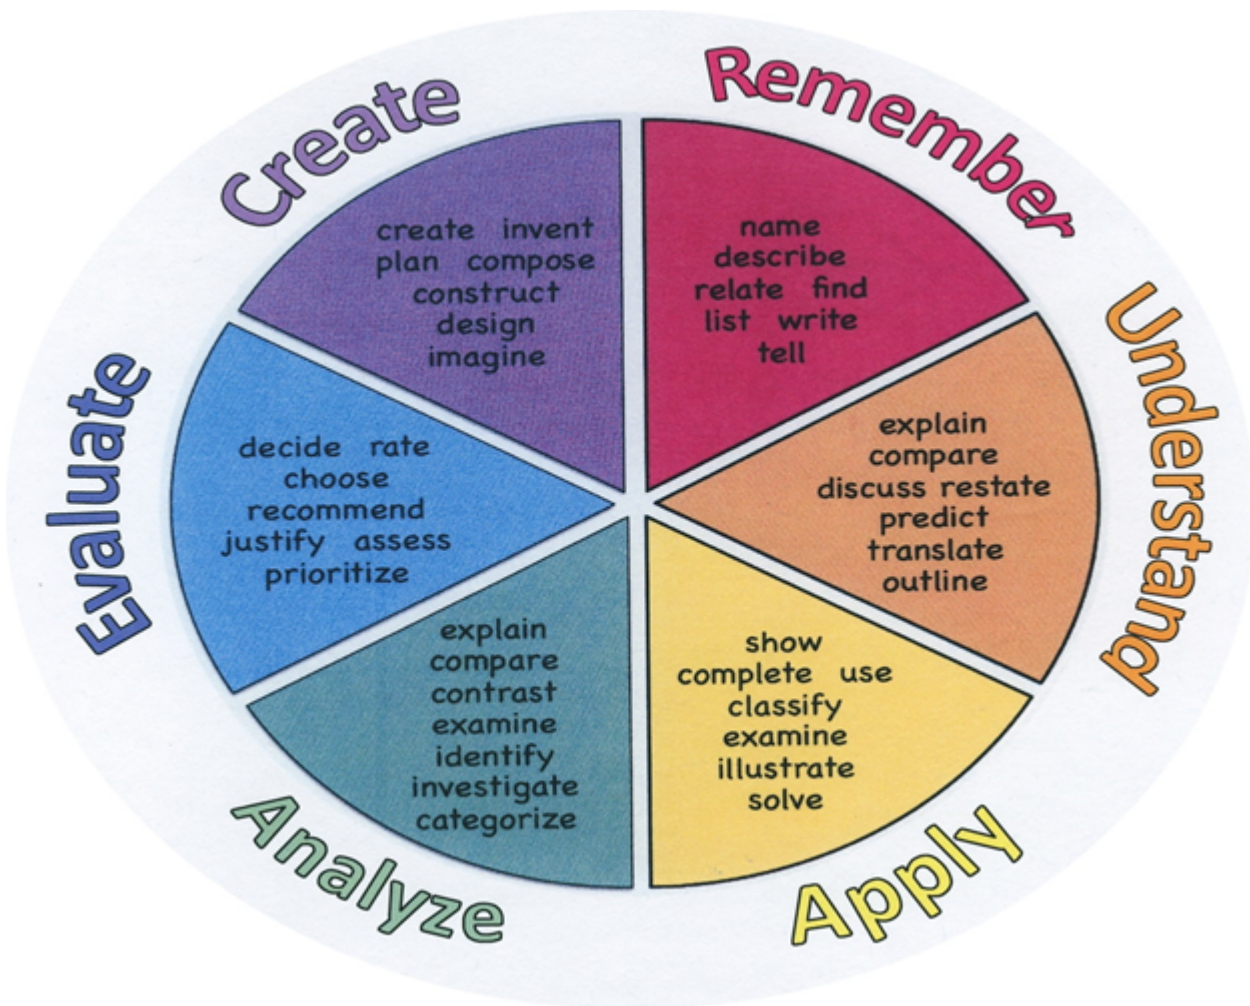 Remember
name
describe
relate find
list write
tell
Understand
explain
compare
discuss restate
predict
translate
outline
Apply
show
complete use
classify
examine
illustrate
solve
Analyze
explain
compare
contrast
examine
identify
investigate
categorize
Evaluate
decide rate
choose
recommend
justify assess
prioritize
Create
create invent
plan compose
construct
design
imagine